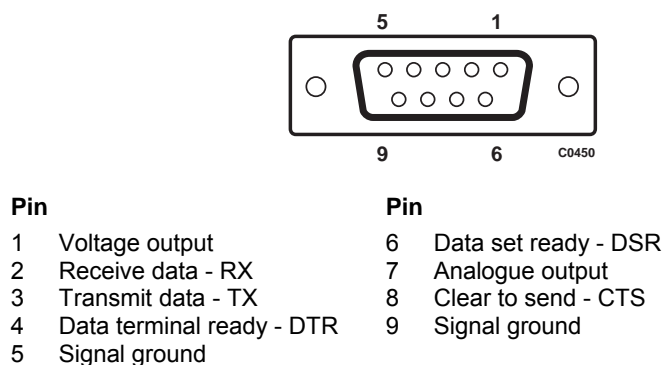 5 1
9 6 C0450
Pin
1 Voltage output
2 Receive data - RX
3 Transmit data - TX
4 Data terminal ready - DTR
5 Signal ground
Pin
6 Data set ready - DSR
7 Analogue output
8 Clear to send - CTS
9 Signal ground